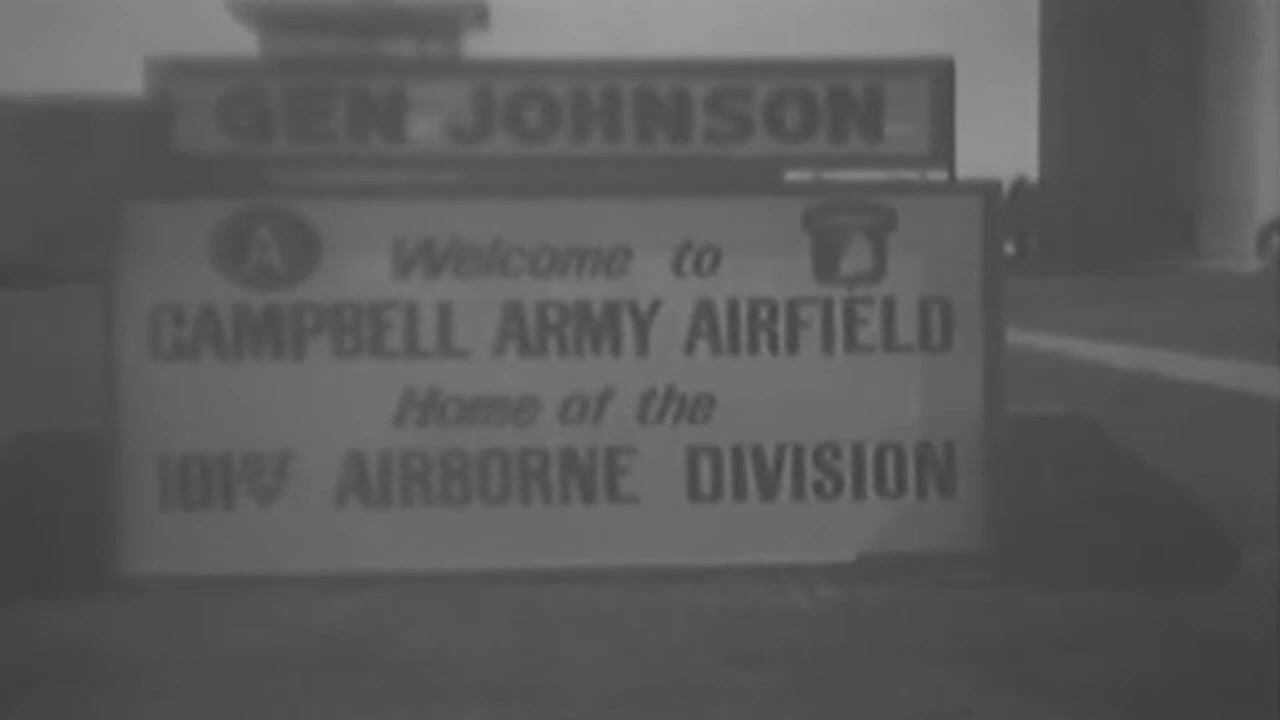 GEN JOHNSON
A
Welcome to
CAMPBELL ARMY AIRFIELD
Home of the
101ST AIRBORNE DIVISION